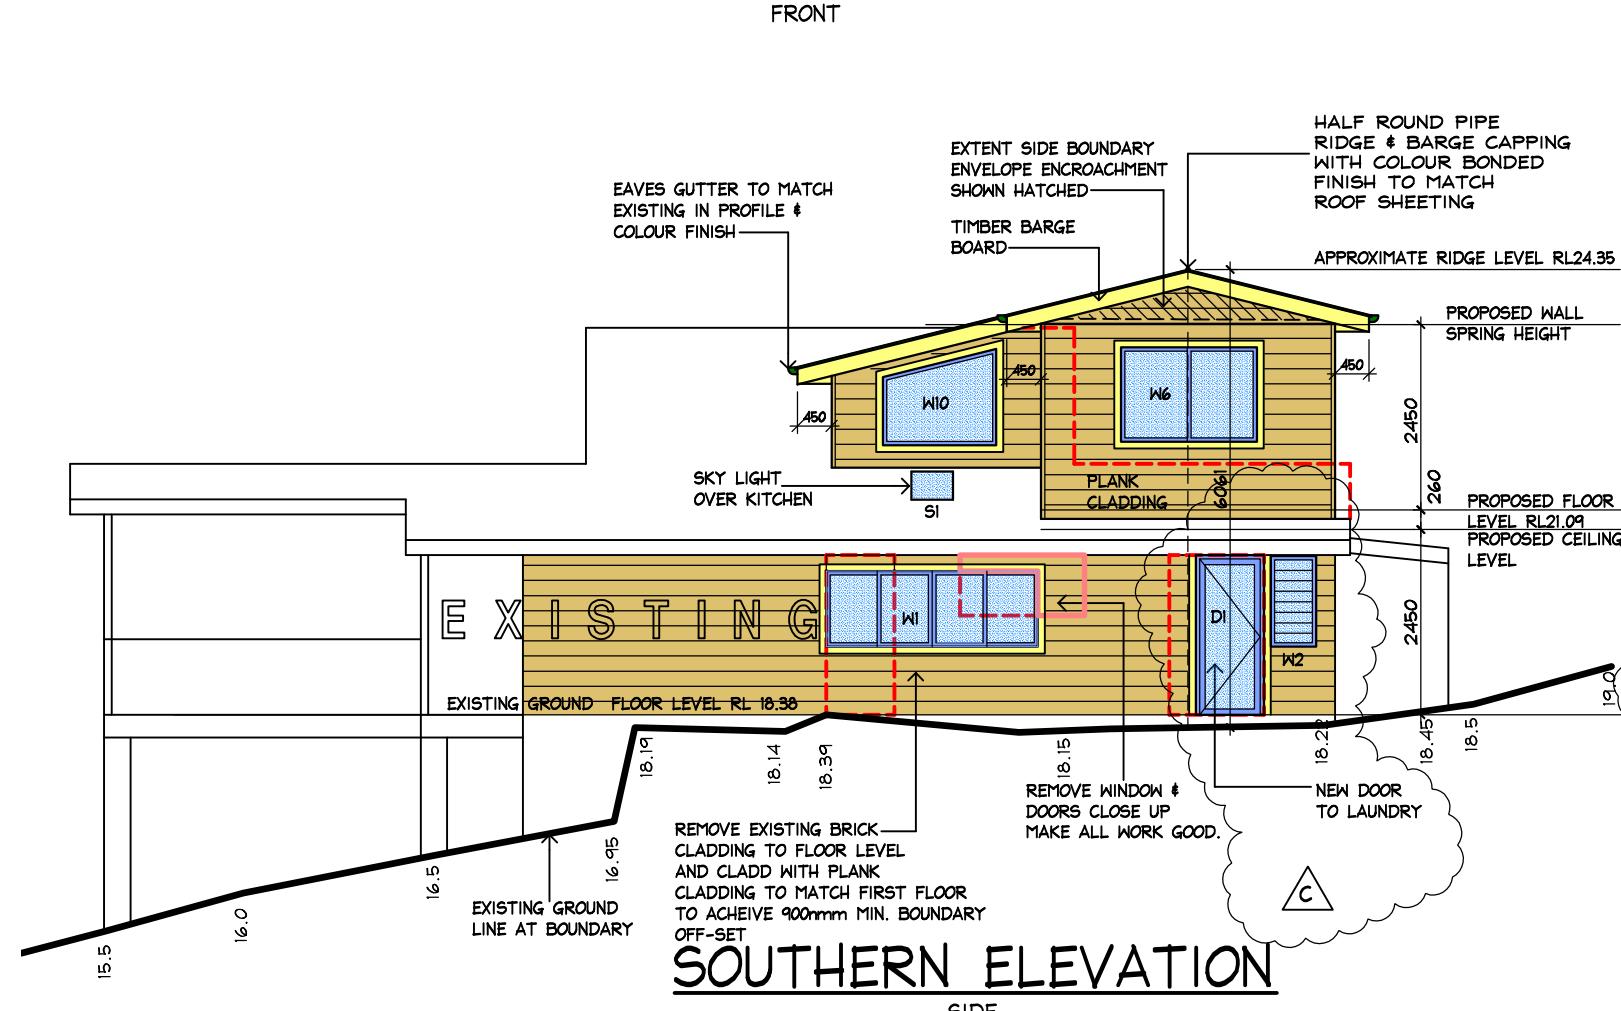 FRONT
HALF ROUND PIPE
RIDGE & BARGE CAPPING
WITH COLOUR BONDED
FINISH TO MATCH
ROOF SHEETING
EXTENT SIDE BOUNDARY
ENVELOPE ENCROACHMENT
SHOWN HATCHED
TIMBER BARGE
BOARD
EAVES GUTTER TO MATCH
EXISTING IN PROFILE &
COLOUR FINISH
APPROXIMATE RIDGE LEVEL RL24.35
PROPOSED WALL
SPRING HEIGHT
450
450
450
W10
W6
2450
SKY LIGHT
OVER KITCHEN
S1
PLANK
CLADDING
6061
260
PROPOSED FLOOR
LEVEL RL21.09
PROPOSED CEILING
LEVEL
EXISTING
W1
D1
W2
2450
EXISTING GROUND FLOOR LEVEL RL 18.38
18.19
18.14
18.39
18.15
18.22
18.45
18.5
REMOVE WINDOW &
DOORS CLOSE UP
MAKE ALL WORK GOOD.
NEW DOOR
TO LAUNDRY
REMOVE EXISTING BRICK
CLADDING TO FLOOR LEVEL
AND CLADD WITH PLANK
CLADDING TO MATCH FIRST FLOOR
TO ACHEIVE 900mmm MIN. BOUNDARY
OFF-SET
16.95
16.5
16.0
15.5
EXISTING GROUND
LINE AT BOUNDARY
C
SOUTHERN ELEVATION
SIDE